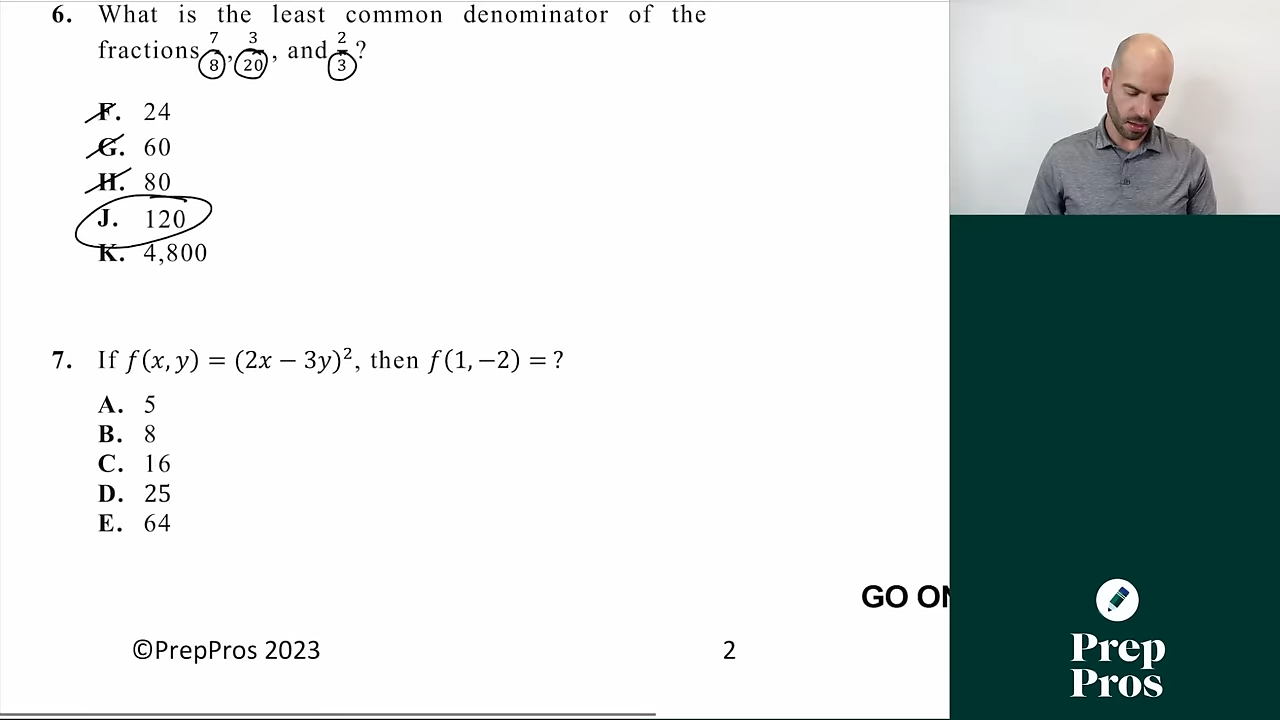 6. What is the least common denominator of the
fractions 7/8, 3/20, and 2/3?
F. 24
G. 60
H. 80
J. 120
K. 4,800
7. If f(x, y) = (2x − 3y)², then f(1, −2) = ?
A. 5
B. 8
C. 16
D. 25
E. 64
GO ON
©PrepPros 2023 2
Prep
Pros